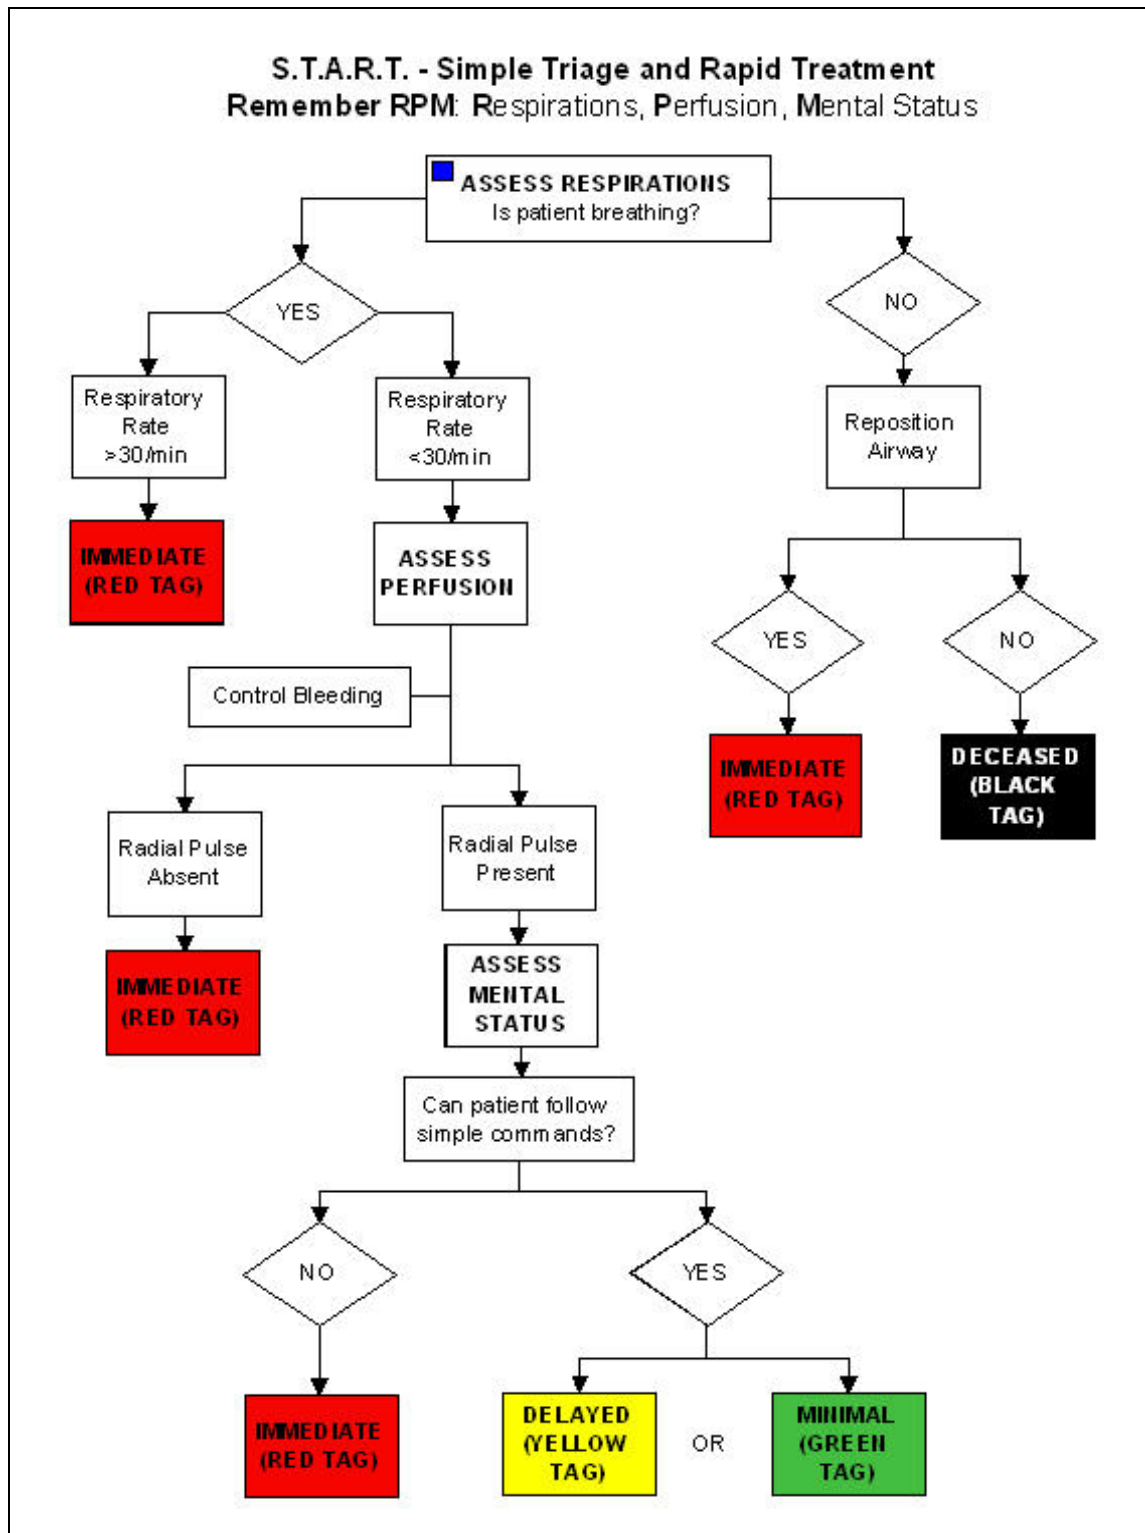 S.T.A.R.T. - Simple Triage and Rapid Treatment
Remember RPM: Respirations, Perfusion, Mental Status
ASSESS RESPIRATIONS
Is patient breathing?
YES
NO
Respiratory
Rate
>30/min
Respiratory
Rate
<30/min
Reposition
Airway
IMMEDIATE
(RED TAG)
ASSESS
PERFUSION
YES
NO
Control Bleeding
IMMEDIATE
(RED TAG)
DECEASED
(BLACK
TAG)
Radial Pulse
Absent
Radial Pulse
Present
IMMEDIATE
(RED TAG)
ASSESS
MENTAL
STATUS
Can patient follow
simple commands?
NO
YES
IMMEDIATE
(RED TAG)
DELAYED
(YELLOW
TAG)
OR
MINIMAL
(GREEN
TAG)